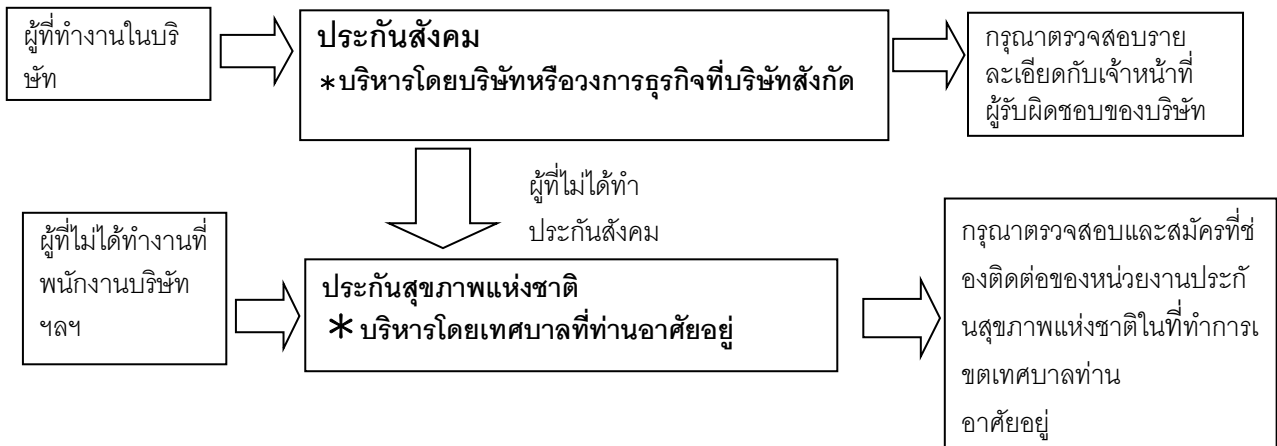 ผู้ที่ทำงานในบริ
ษัท
ประกันสังคม
*บริหารโดยบริษัทหรือวงการธุรกิจที่บริษัทสังกัด
กรุณาตรวจสอบราย
ละเอียดกับเจ้าหน้าที่
ผู้รับผิดชอบของบริษัท
ผู้ที่ไม่ได้ทำ
ประกันสังคม
ผู้ที่ไม่ได้ทำงานที่
พนักงานบริษัท
ฯลฯ
ประกันสุขภาพแห่งชาติ
*บริหารโดยเทศบาลที่ท่านอาศัยอยู่
กรุณาตรวจสอบและสมัครที่ช่
องติดต่อของหน่วยงานประกั
นสุขภาพแห่งชาติในที่ทำการเ
ขตเทศบาลท่าน
อาศัยอยู่